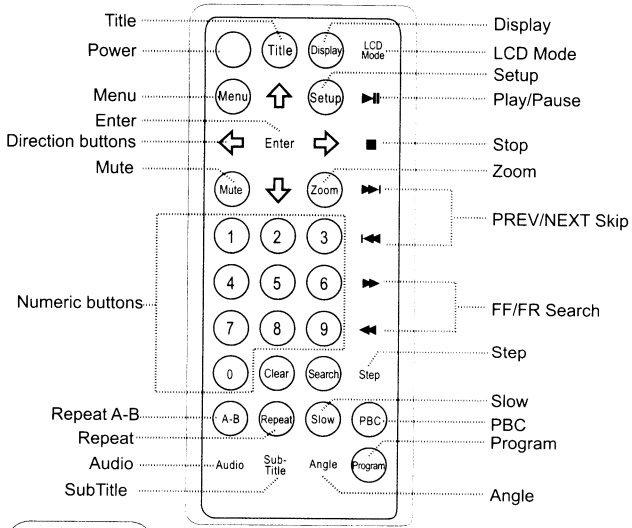 Title
Display
Power
Title
Display
LCD
Mode
LCD Mode
Setup
Menu
Menu
Setup
Play/Pause
Enter
Direction buttons
Enter
Stop
Mute
Zoom
Mute
Zoom
PREV/NEXT Skip
1 2 3
4 5 6
Numeric buttons
FF/FR Search
7 8 9
Step
0 Clear Search Step
Slow
Repeat A-B
A-B Repeat Slow PBC
PBC
Repeat
Program
Audio
Audio
Sub-
Title
Angle
Program
SubTitle
Angle